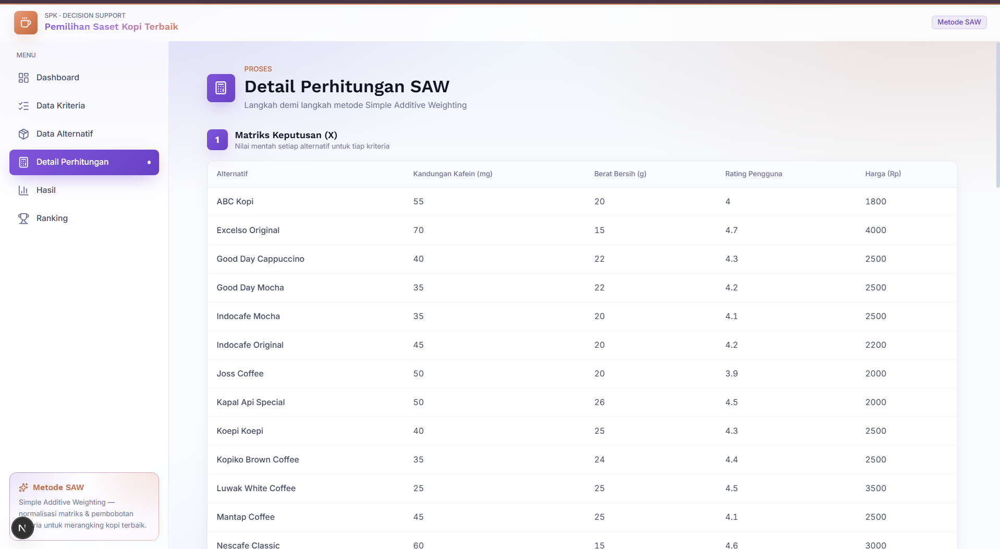 SPK · DECISION SUPPORT
Pemilihan Saset Kopi Terbaik
Metode SAW
MENU
Dashboard
Data Kriteria
Data Alternatif
Detail Perhitungan
Hasil
Ranking
Metode SAW
Simple Additive Weighting —
normalisasi matriks & pembobotan
ria untuk merangking kopi terbaik.
N
PROSES
Detail Perhitungan SAW
Langkah demi langkah metode Simple Additive Weighting
1
Matriks Keputusan (X)
Nilai mentah setiap alternatif untuk tiap kriteria
Alternatif Kandungan Kafein (mg) Berat Bersih (g) Rating Pengguna Harga (Rp)
ABC Kopi 55 20 4 1800
Excelso Original 70 15 4.7 4000
Good Day Cappuccino 40 22 4.3 2500
Good Day Mocha 35 22 4.2 2500
Indocafe Mocha 35 20 4.1 2500
Indocafe Original 45 20 4.2 2200
Joss Coffee 50 20 3.9 2000
Kapal Api Special 50 26 4.5 2000
Koepi Koepi 40 25 4.3 2500
Kopiko Brown Coffee 35 24 4.4 2500
Luwak White Coffee 25 25 4.5 3500
Mantap Coffee 45 25 4.1 2500
Nescafe Classic 60 15 4.6 3000